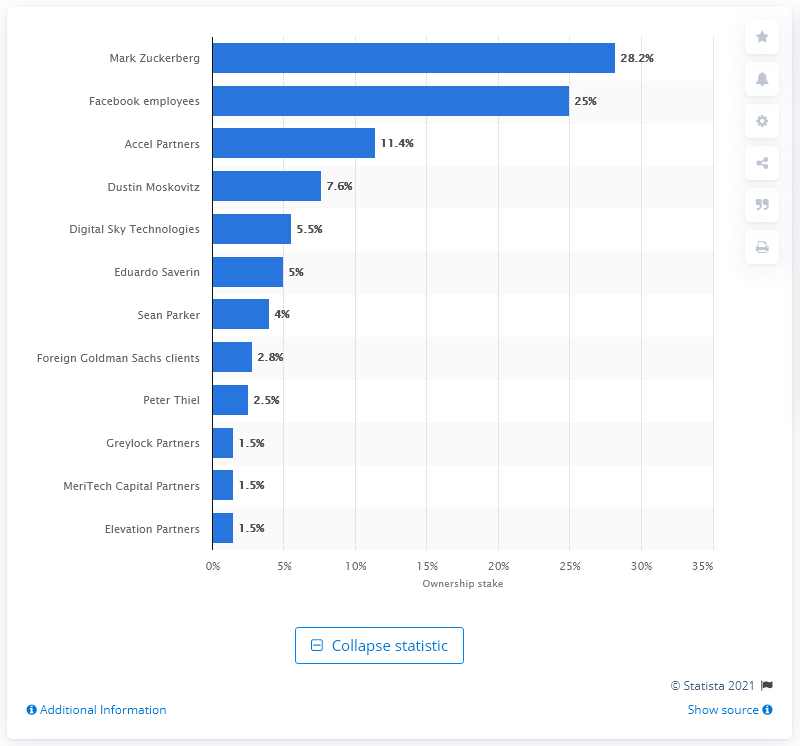 Mark Zuckerberg 28.2%
Facebook employees 25%
Accel Partners 11.4%
Dustin Moskovitz 7.6%
Digital Sky Technologies 5.5%
Eduardo Saverin 5%
Sean Parker 4%
Foreign Goldman Sachs clients 2.8%
Peter Thiel 2.5%
Greylock Partners 1.5%
MeriTech Capital Partners 1.5%
Elevation Partners 1.5%
0% 5% 10% 15% 20% 25% 30% 35%
Ownership stake
Collapse statistic
© Statista 2021
Additional Information Show source